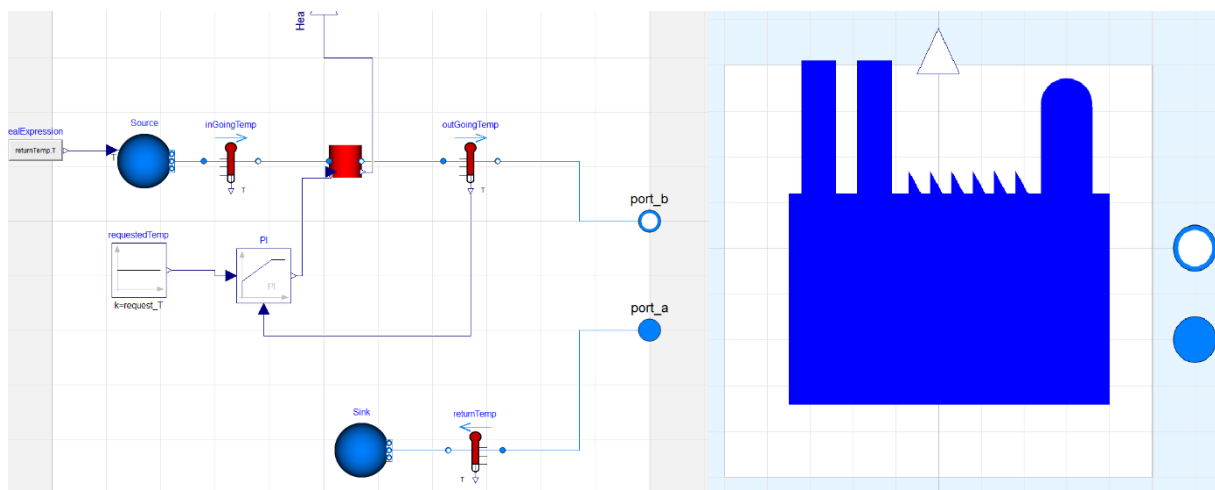 Hea
ealExpression
returnTemp.T
T
Source
inGoingTemp
T
outGoingTemp
T
port_b
requestedTemp
k=request_T
PI
PI
port_a
Sink
returnTemp
T